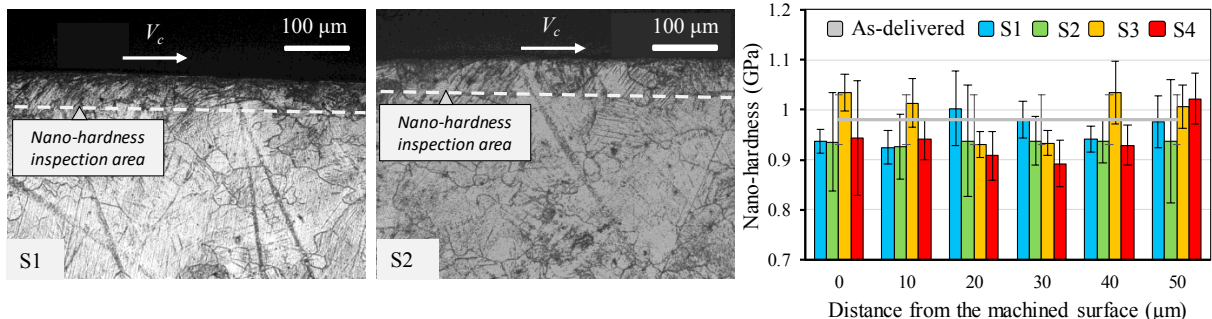 100 µm
V_c
Nano-hardness
inspection area
S1
100 µm
V_c
Nano-hardness
inspection area
S2
As-delivered S1 S2 S3 S4
Nano-hardness (GPa)
1.2
1.1
1
0.9
0.8
0.7
0 10 20 30 40 50
Distance from the machined surface (µm)